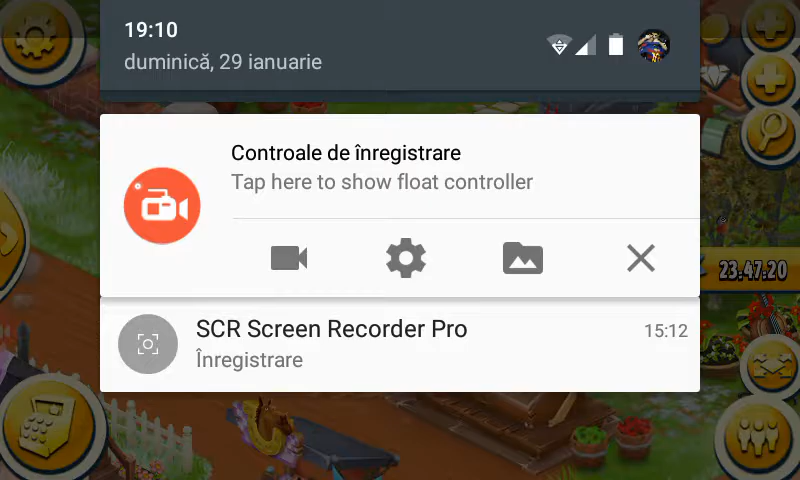 19:10
duminică, 29 ianuarie
Controale de înregistrare
Tap here to show float controller
23.47.20
SCR Screen Recorder Pro
15:12
Înregistrare